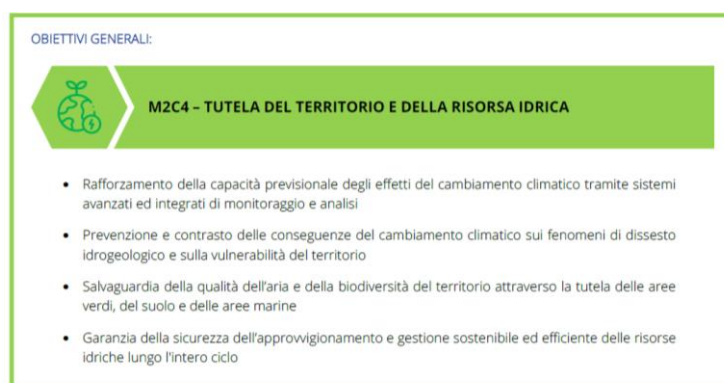 OBIETTIVI GENERALI:
M2C4 – TUTELA DEL TERRITORIO E DELLA RISORSA IDRICA
• Rafforzamento della capacità previsionale degli effetti del cambiamento climatico tramite sistemi
avanzati ed integrati di monitoraggio e analisi
• Prevenzione e contrasto delle conseguenze del cambiamento climatico sui fenomeni di dissesto
idrogeologico e sulla vulnerabilità del territorio
• Salvaguardia della qualità dell'aria e della biodiversità del territorio attraverso la tutela delle aree
verdi, del suolo e delle aree marine
• Garanzia della sicurezza dell'approvvigionamento e gestione sostenibile ed efficiente delle risorse
idriche lungo l'intero ciclo